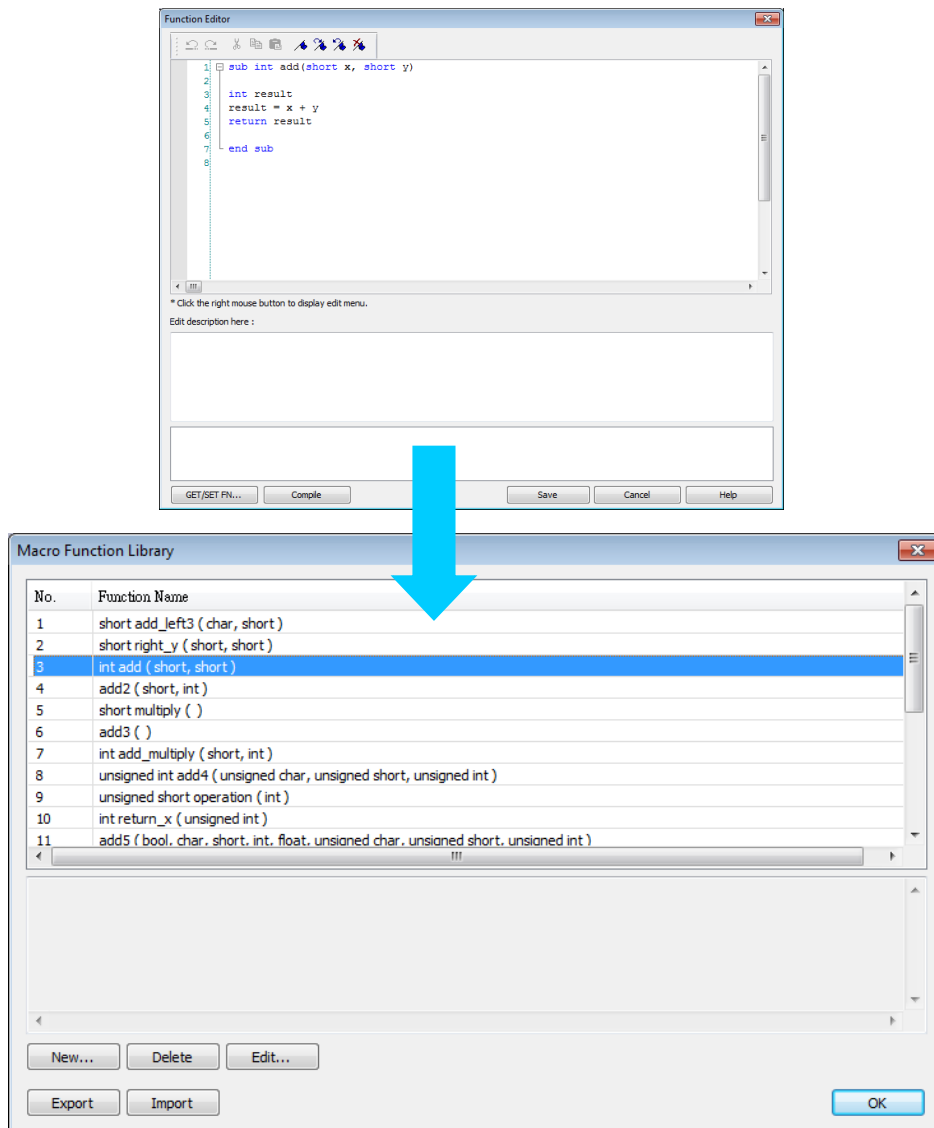 Function Editor
1 sub int add(short x, short y)
2
3 int result
4 result = x + y
5 return result
6
7 end sub
8
* Click the right mouse button to display edit menu.
Edit description here :
GET/SET FN... Compile Save Cancel Help
Macro Function Library
No. Function Name
1 short add_left3 ( char, short )
2 short right_y ( short, short )
3 int add ( short, short )
4 add2 ( short, int )
5 short multiply ( )
6 add3 ( )
7 int add_multiply ( short, int )
8 unsigned int add4 ( unsigned char, unsigned short, unsigned int )
9 unsigned short operation ( int )
10 int return_x ( unsigned int )
11 add5 ( bool, char, short, int, float, unsigned char, unsigned short, unsigned int )
New... Delete Edit...
Export Import OK